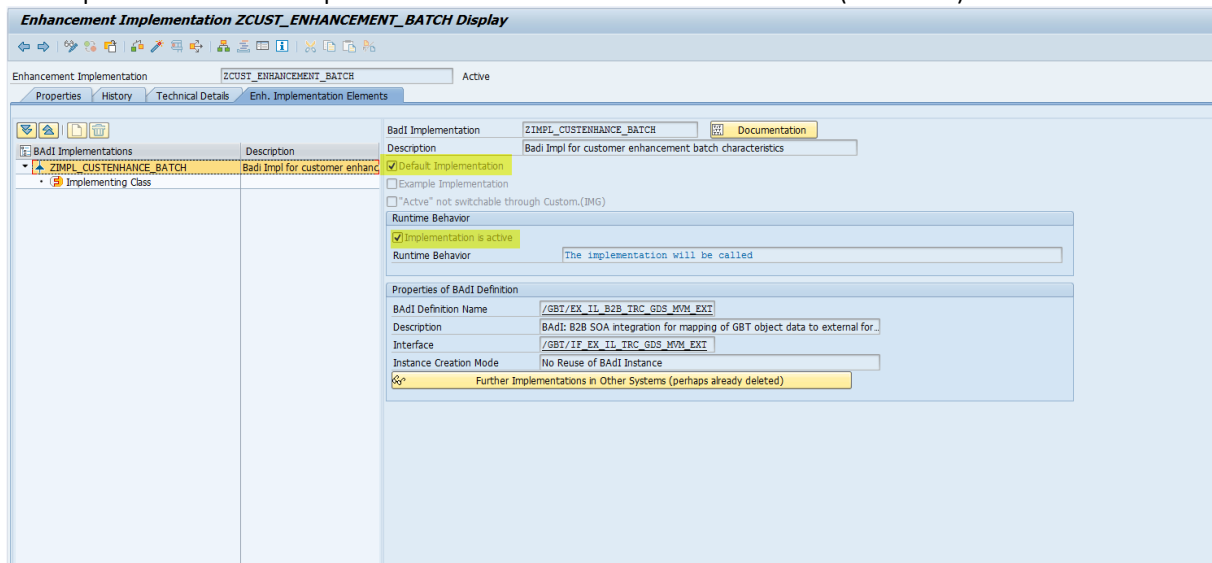 Enhancement Implementation ZCUST_ENHANCEMENT_BATCH Display
Enhancement Implementation ZCUST_ENHANCEMENT_BATCH Active
Properties History Technical Details Enh. Implementation Elements
BAdI Implementations Description
ZIMPL_CUSTENHANCE_BATCH Badi Impl for customer enhanc
Implementing Class
BadI Implementation ZIMPL_CUSTENHANCE_BATCH Documentation
Description Badi Impl for customer enhancement batch characteristics
Default Implementation
Example Implementation
"Actve" not switchable through Custom.(IMG)
Runtime Behavior
Implementation is active
Runtime Behavior The implementation will be called
Properties of BAdI Definition
BAdI Definition Name /GBT/EX_IL_B2B_TRC_GDS_MVM_EXT
Description BAdI: B2B SOA integration for mapping of GBT object data to external for..
Interface /GBT/IF_EX_IL_TRC_GDS_MVM_EXT
Instance Creation Mode No Reuse of BAdI Instance
Further Implementations in Other Systems (perhaps already deleted)